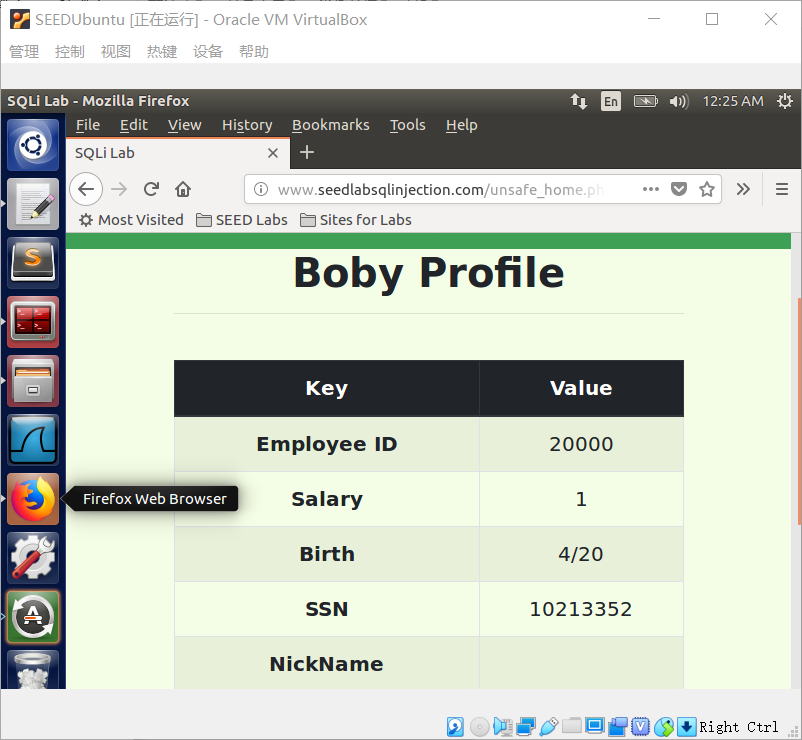 SEEDUbuntu [正在运行] - Oracle VM VirtualBox
管理 控制 视图 热键 设备 帮助
SQLi Lab - Mozilla Firefox En 12:25 AM
File Edit View History Bookmarks Tools Help
SQLi Lab
www.seedlabsqlinjection.com/unsafe_home.ph
Most Visited SEED Labs Sites for Labs
Boby Profile
Key Value
Employee ID 20000
Firefox Web Browser Salary 1
Birth 4/20
SSN 10213352
NickName
Right Ctrl